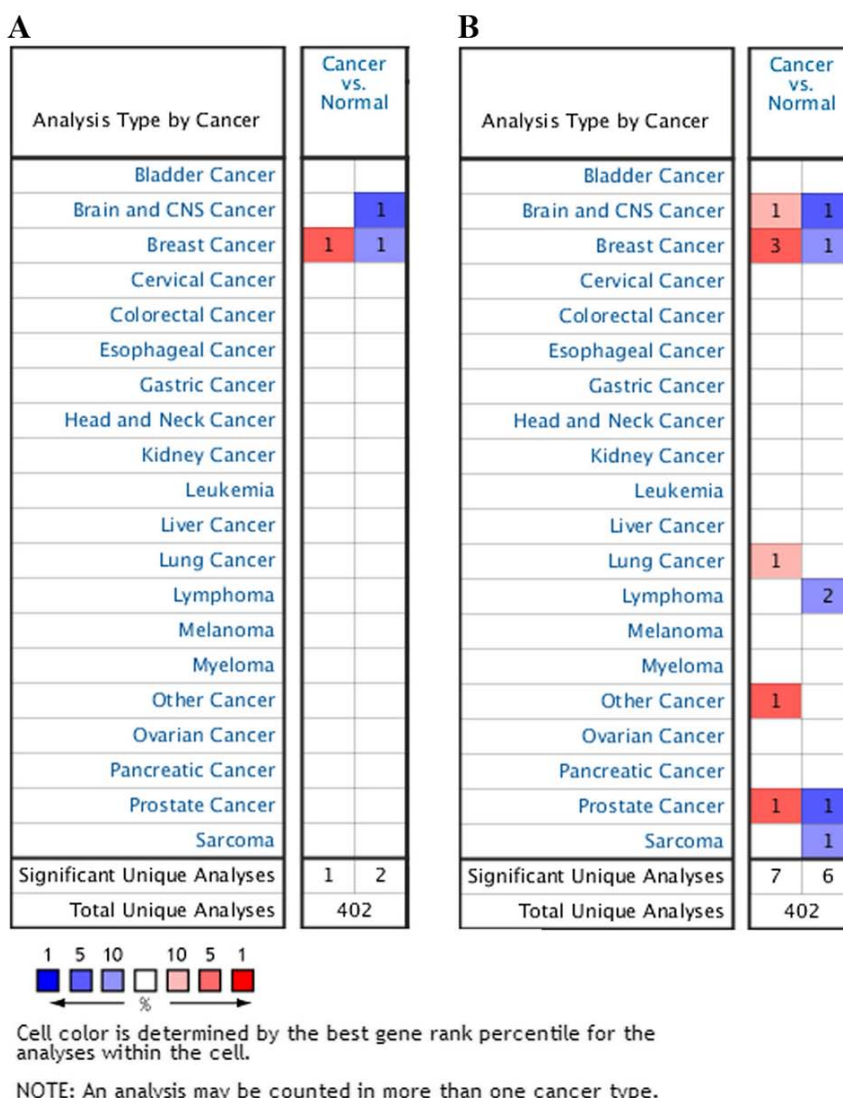 A
Analysis Type by Cancer
Cancer
vs.
Normal
Bladder Cancer
Brain and CNS Cancer 1
Breast Cancer 1 1
Cervical Cancer
Colorectal Cancer
Esophageal Cancer
Gastric Cancer
Head and Neck Cancer
Kidney Cancer
Leukemia
Liver Cancer
Lung Cancer
Lymphoma
Melanoma
Myeloma
Other Cancer
Ovarian Cancer
Pancreatic Cancer
Prostate Cancer
Sarcoma
Significant Unique Analyses 1 2
Total Unique Analyses 402
B
Analysis Type by Cancer
Cancer
vs.
Normal
Bladder Cancer
Brain and CNS Cancer 1 1
Breast Cancer 3 1
Cervical Cancer
Colorectal Cancer
Esophageal Cancer
Gastric Cancer
Head and Neck Cancer
Kidney Cancer
Leukemia
Liver Cancer
Lung Cancer 1
Lymphoma 2
Melanoma
Myeloma
Other Cancer 1
Ovarian Cancer
Pancreatic Cancer
Prostate Cancer 1 1
Sarcoma 1
Significant Unique Analyses 7 6
Total Unique Analyses 402
1 5 10 10 5 1
%
Cell color is determined by the best gene rank percentile for the
analyses within the cell.
NOTE: An analysis may be counted in more than one cancer type.